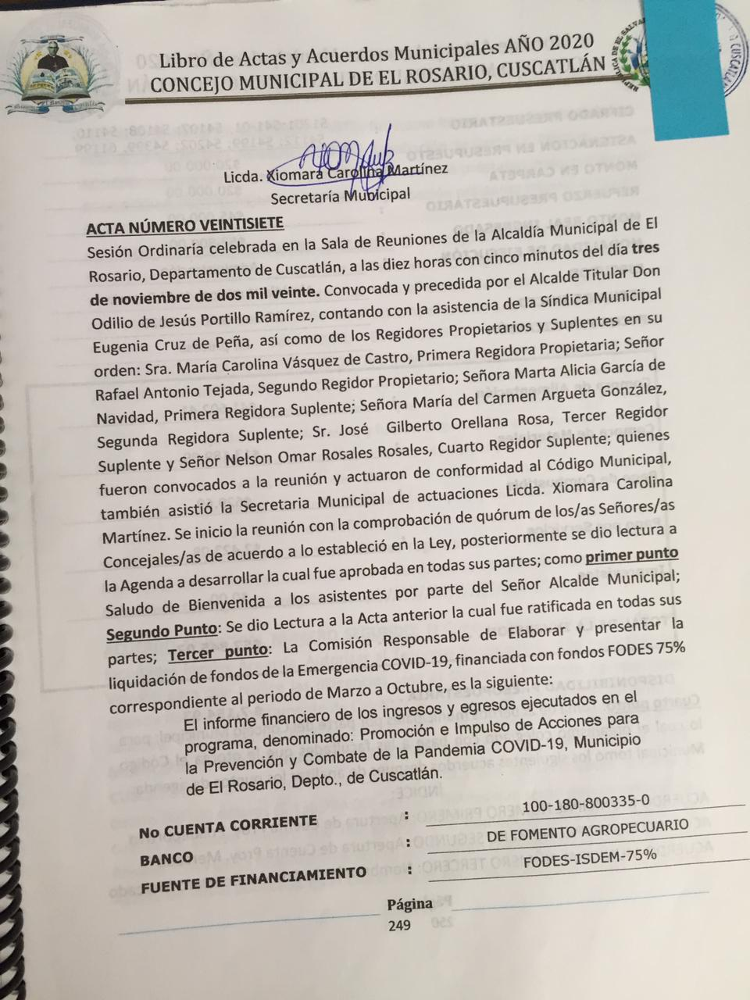 Libro de Actas y Acuerdos Municipales AÑO 2020
CONCEJO MUNICIPAL DE EL ROSARIO, CUSCATLÁN
Licda. Xiomara Carolina Martínez
Secretaría Municipal
ACTA NÚMERO VEINTISIETE
Sesión Ordinaría celebrada en la Sala de Reuniones de la Alcaldía Municipal de El
Rosario, Departamento de Cuscatlán, a las diez horas con cinco minutos del día tres
de noviembre de dos mil veinte. Convocada y precedida por el Alcalde Titular Don
Odilio de Jesús Portillo Ramírez, contando con la asistencia de la Síndica Municipal
Eugenia Cruz de Peña, así como de los Regidores Propietarios y Suplentes en su
orden: Sra. María Carolina Vásquez de Castro, Primera Regidora Propietaria; Señor
Rafael Antonio Tejada, Segundo Regidor Propietario; Señora Marta Alicia García de
Navidad, Primera Regidora Suplente; Señora María del Carmen Argueta González,
Segunda Regidora Suplente; Sr. José Gilberto Orellana Rosa, Tercer Regidor
Suplente y Señor Nelson Omar Rosales Rosales, Cuarto Regidor Suplente; quienes
fueron convocados a la reunión y actuaron de conformidad al Código Municipal,
también asistió la Secretaria Municipal de actuaciones Licda. Xiomara Carolina
Martínez. Se inicio la reunión con la comprobación de quórum de los/as Señores/as
Concejales/as de acuerdo a lo estableció en la Ley, posteriormente se dio lectura a
la Agenda a desarrollar la cual fue aprobada en todas sus partes; como primer punto
Saludo de Bienvenida a los asistentes por parte del Señor Alcalde Municipal;
Segundo Punto: Se dio Lectura a la Acta anterior la cual fue ratificada en todas sus
partes; Tercer punto: La Comisión Responsable de Elaborar y presentar la
liquidación de fondos de la Emergencia COVID-19, financiada con fondos FODES 75%
correspondiente al periodo de Marzo a Octubre, es la siguiente:
El informe financiero de los ingresos y egresos ejecutados en el
programa, denominado: Promoción e Impulso de Acciones para
la Prevención y Combate de la Pandemia COVID-19, Municipio
de El Rosario, Depto., de Cuscatlán.
No CUENTA CORRIENTE : 100-180-800335-0
BANCO : DE FOMENTO AGROPECUARIO
FUENTE DE FINANCIAMIENTO : FODES-ISDEM-75%
Página
249